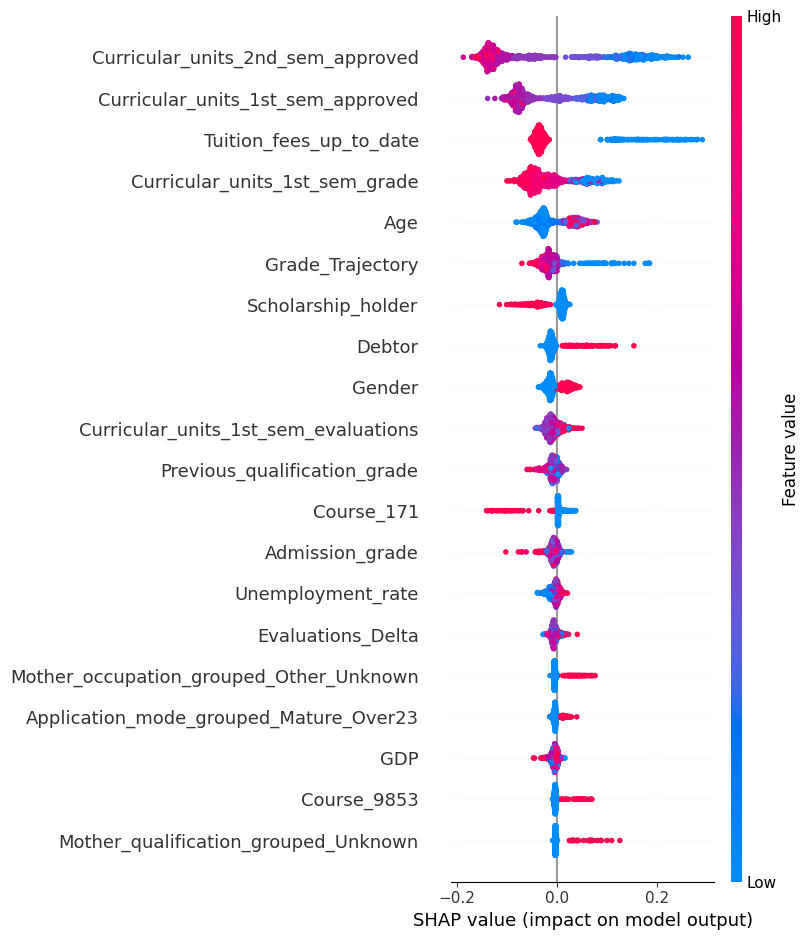 High
Curricular_units_2nd_sem_approved
Curricular_units_1st_sem_approved
Tuition_fees_up_to_date
Curricular_units_1st_sem_grade
Age
Grade_Trajectory
Scholarship_holder
Debtor
Gender
Curricular_units_1st_sem_evaluations
Previous_qualification_grade
Course_171
Admission_grade
Unemployment_rate
Evaluations_Delta
Mother_occupation_grouped_Other_Unknown
Application_mode_grouped_Mature_Over23
GDP
Course_9853
Mother_qualification_grouped_Unknown
Feature value
Low
−0.2 0.0 0.2
SHAP value (impact on model output)